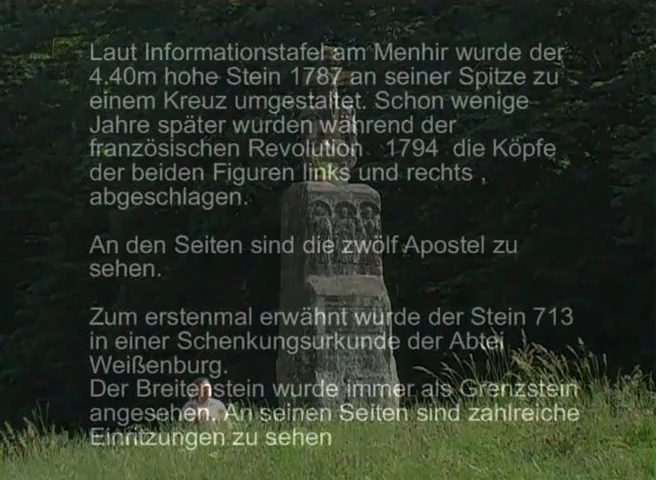 Laut Informationstafel am Menhir wurde der
4.40m hohe Stein 1787 an seiner Spitze zu
einem Kreuz umgestaltet. Schon wenige
Jahre später wurden während der
französischen Revolution 1794 die Köpfe
der beiden Figuren links und rechts ,
abgeschlagen.
An den Seiten sind die zwölf Apostel zu
sehen.
Zum erstenmal erwähnt wurde der Stein 713
in einer Schenkungsurkunde der Abtei
Weißenburg.
Der Breitenstein wurde immer als Grenzstein
angesehen. An seinen Seiten sind zahlreiche
Einritzungen zu sehen